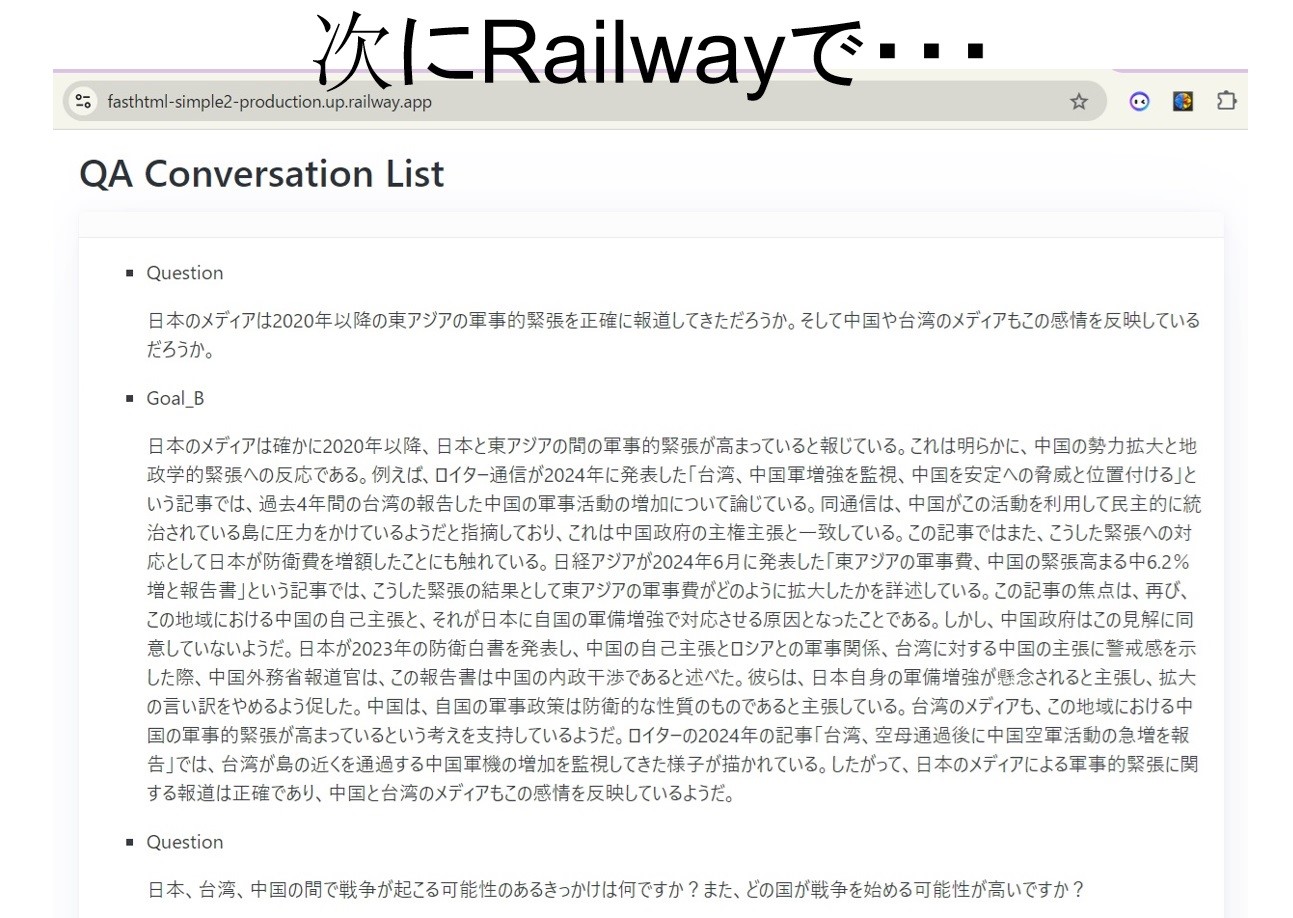 次にRailwayで・・・
fasthtml-simple2-production.up.railway.app
QA Conversation List
Question
日本のメディアは2020年以降の東アジアの軍事的緊張を正確に報道してきただろうか。そして中国や台湾のメディアもこの感情を反映している
だろうか。
Goal_B
日本のメディアは確かに2020年以降、日本と東アジアの間の軍事的緊張が高まっていると報じている。これは明らかに、中国の勢力拡大と地
政学的緊張への反応である。例えば、ロイター通信が2024年に発表した「台湾、中国軍増強を監視、中国を安定への脅威と位置付ける」と
いう記事では、過去4年間の台湾の報告した中国の軍事活動の増加について論じている。同通信は、中国がこの活動を利用して民主的に統
治されている島に圧力をかけているようだと指摘しており、これは中国政府の主権主張と一致している。この記事ではまた、こうした緊張への対
応として日本が防衛費を増額したことにも触れている。日経アジアが2024年6月に発表した「東アジアの軍事費、中国の緊張高まる中6.2%
増と報告書」という記事では、こうした緊張の結果として東アジアの軍事費がどのように拡大したかを詳述している。この記事の焦点は、再び、
この地域における中国の自己主張と、それが日本に自国の軍備増強で対応させる原因となったことである。しかし、中国政府はこの見解に同
意していないようだ。日本が2023年の防衛白書を発表し、中国の自己主張とロシアとの軍事関係、台湾に対する中国の主張に警戒感を示
した際、中国外務省報道官は、この報告書は中国の内政干渉であると述べた。彼らは、日本自身の軍備増強が懸念されると主張し、拡大
の言い訳をやめるよう促した。中国は、自国の軍事政策は防衛的な性質のものであると主張している。台湾のメディアも、この地域における中
国の軍事的緊張が高まっているという考えを支持しているようだ。ロイターの2024年の記事「台湾、空母通過後に中国空軍活動の急増を報
告」では、台湾が島の近くを通過する中国軍機の増加を監視してきた様子が描かれている。したがって、日本のメディアによる軍事的緊張に関
する報道は正確であり、中国と台湾のメディアもこの感情を反映しているようだ。
Question
日本、台湾、中国の間で戦争が起こる可能性のあるきっかけは何ですか？また、どの国が戦争を始める可能性が高いですか？